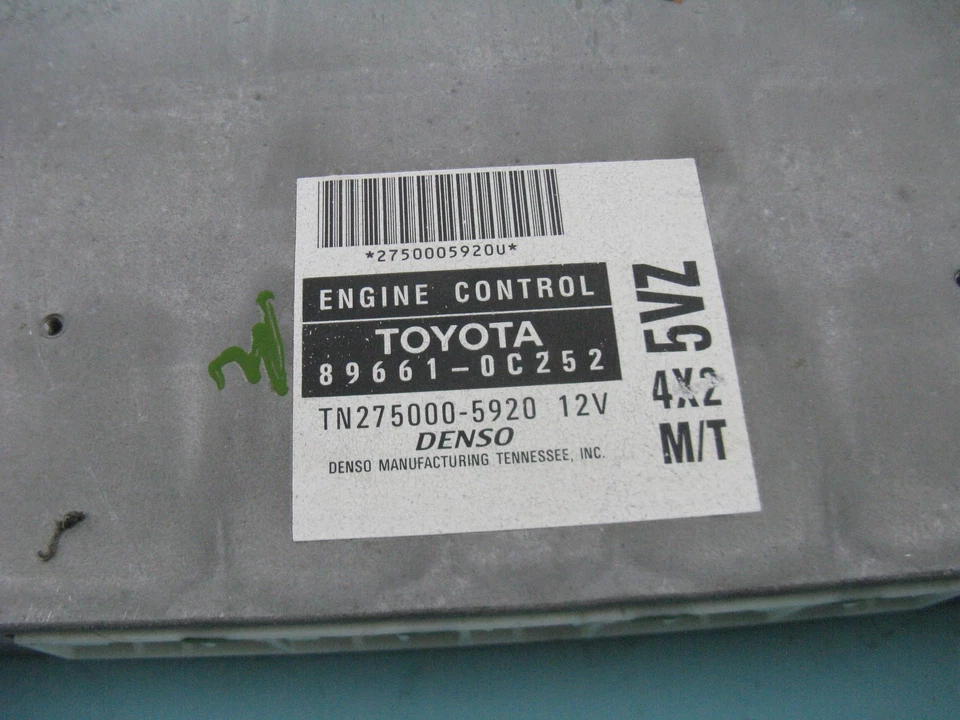 *2750005920U*
ENGINE CONTROL
TOYOTA
89661-0C252
TN275000-5920 12V
DENSO
DENSO MANUFACTURING TENNESSEE, INC.
5VZ
4X2
M/T